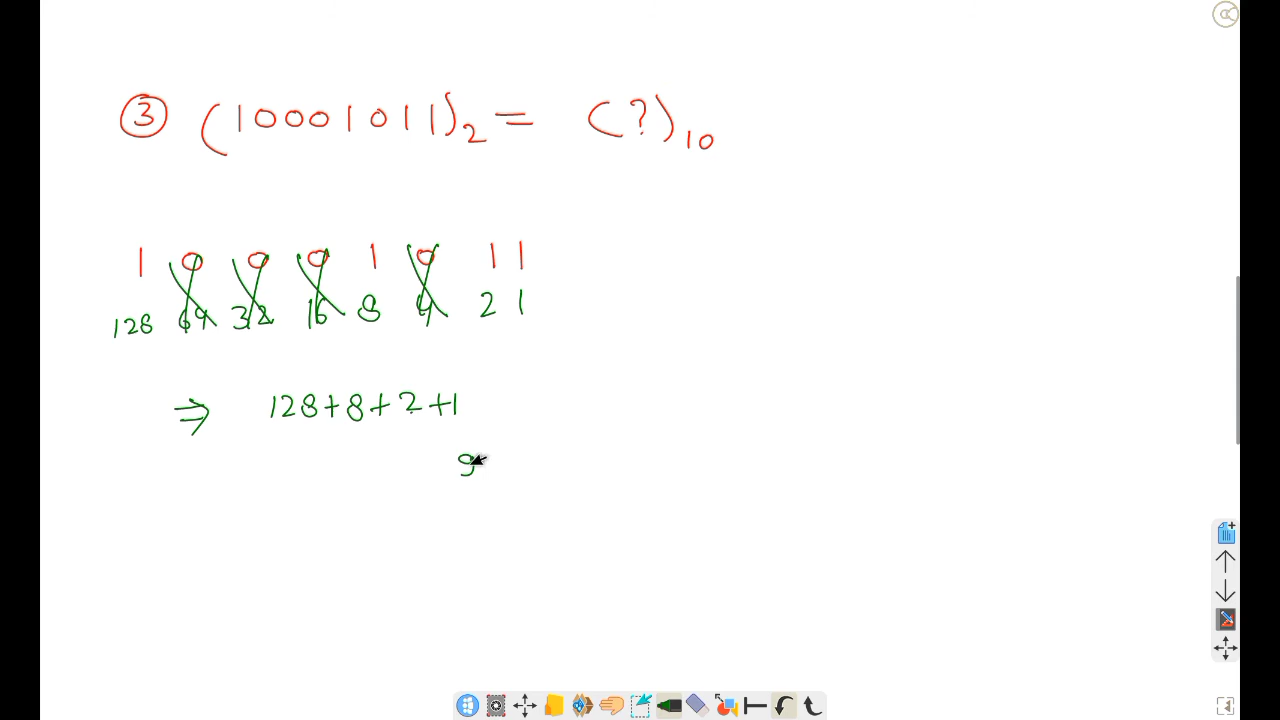 ③ (10001011)₂ = (?)₁₀
1 0 0 0 1 0 1 1
128 64 32 16 8 4 2 1
⇒ 128+8+2+1
9